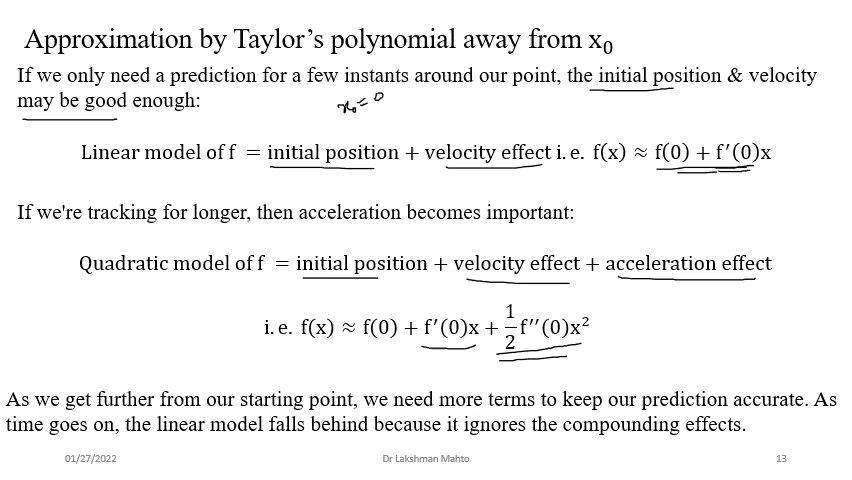 Approximation by Taylor's polynomial away from x₀
If we only need a prediction for a few instants around our point, the initial position & velocity
may be good enough:
x₀ = 0
Linear model of f = initial position + velocity effect i. e. f(x) ≈ f(0) + f′(0)x
If we're tracking for longer, then acceleration becomes important:
Quadratic model of f = initial position + velocity effect + acceleration effect
i. e. f(x) ≈ f(0) + f′(0)x + 1/2 f′′(0)x²
As we get further from our starting point, we need more terms to keep our prediction accurate. As
time goes on, the linear model falls behind because it ignores the compounding effects.
01/27/2022 Dr Lakshman Mahto 13